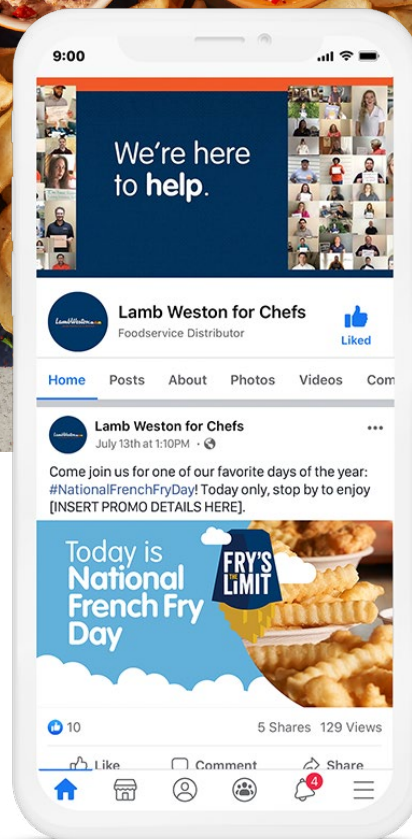 9:00
We're here
to help.
LambWeston
Lamb Weston for Chefs
Foodservice Distributor
Liked
Home Posts About Photos Videos Com
LambWeston
Lamb Weston for Chefs
July 13th at 1:10PM ·
Come join us for one of our favorite days of the year:
#NationalFrenchFryDay! Today only, stop by to enjoy
[INSERT PROMO DETAILS HERE].
Today is
National
French Fry
Day
FRY'S
THE
LIMIT
10 5 Shares 129 Views
Like Comment Share
4